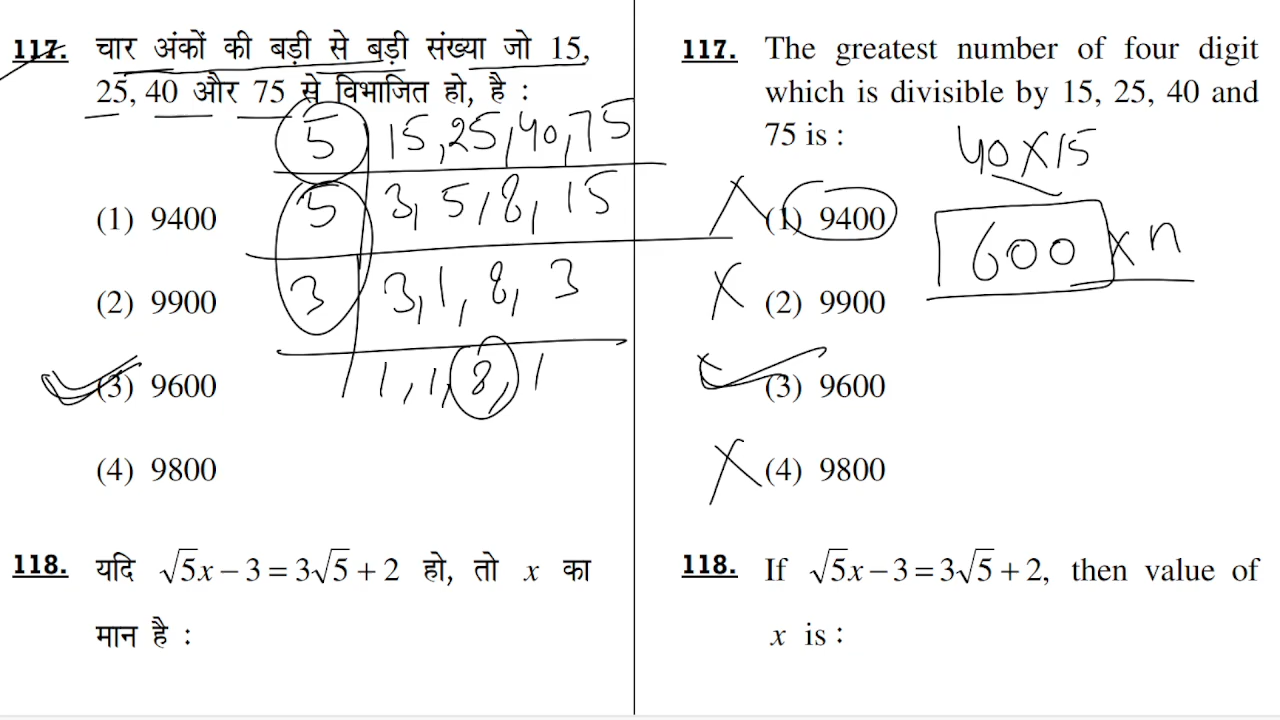 117. चार अंकों की बड़ी से बड़ी संख्या जो 15,
25, 40 और 75 से विभाजित हो, है :
5 15, 25, 40, 75
5 3, 5, 8, 15
3 3, 1, 8, 3
1, 1, 8, 1
(1) 9400
(2) 9900
(3) 9600
(4) 9800
118. यदि √5x – 3 = 3√5 + 2 हो, तो x का
मान है :
117. The greatest number of four digit
which is divisible by 15, 25, 40 and
75 is :
40 × 15
600 × n
(1) 9400
(2) 9900
(3) 9600
(4) 9800
118. If √5x – 3 = 3√5 + 2, then value of
x is :